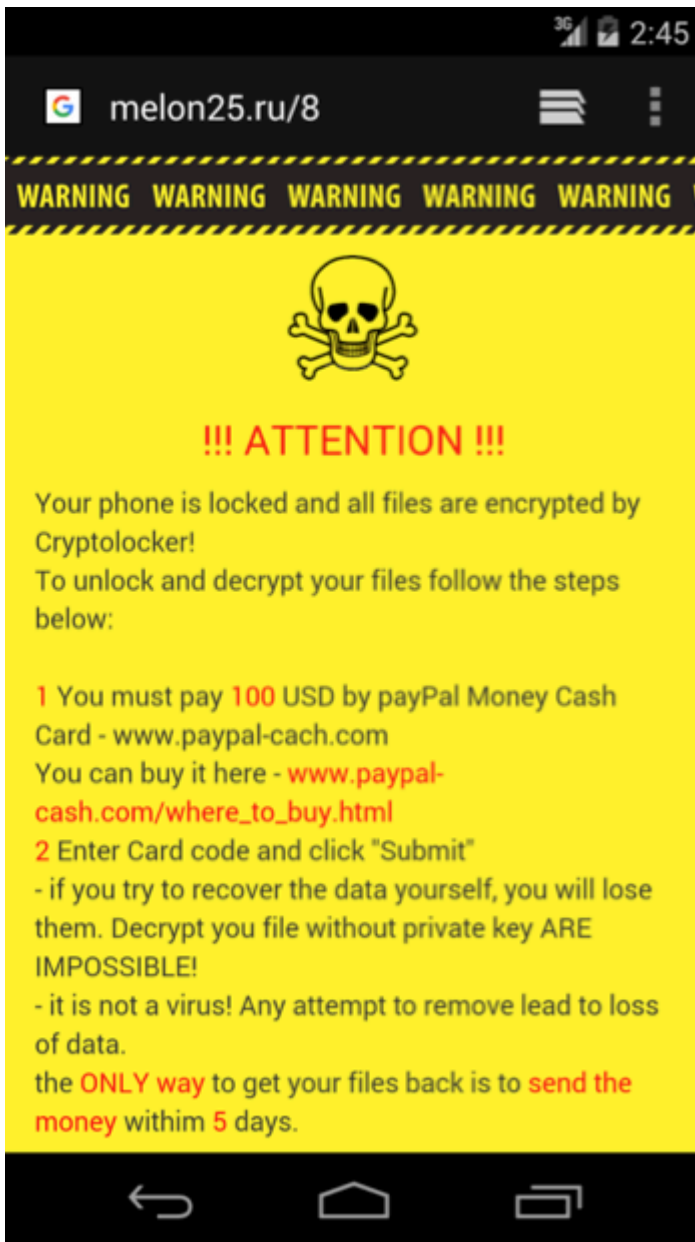 3G 2:45
G melon25.ru/8
WARNING WARNING WARNING WARNING WARNING
!!! ATTENTION !!!
Your phone is locked and all files are encrypted by
Cryptolocker!
To unlock and decrypt your files follow the steps
below:
1 You must pay 100 USD by payPal Money Cash
Card - www.paypal-cach.com
You can buy it here - www.paypal-
cash.com/where_to_buy.html
2 Enter Card code and click "Submit"
- if you try to recover the data yourself, you will lose
them. Decrypt you file without private key ARE
IMPOSSIBLE!
- it is not a virus! Any attempt to remove lead to loss
of data.
the ONLY way to get your files back is to send the
money withim 5 days.